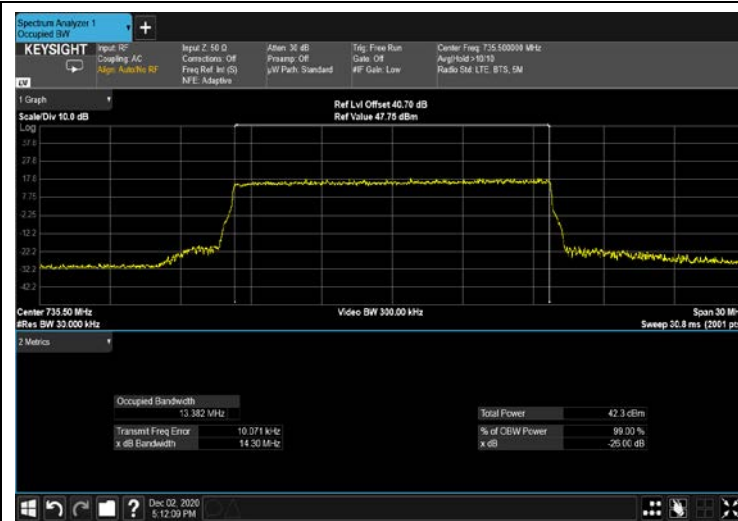 Spectrum Analyzer 1
Occupied BW
+
KEYSIGHT
Input: RF
Coupling: AC
Align: Auto/No RF
Input Z: 50 Ω
Corrections: Off
Freq Ref: Int (S)
NFE: Adaptive
Atten: 30 dB
Preamp: Off
µW Path: Standard
Trig: Free Run
Gate: Off
#IF Gain: Low
Center Freq: 735.500000 MHz
Avg|Hold:>10/10
Radio Std: LTE, BTS, 5M
LV
1 Graph
Scale/Div 10.0 dB
Ref Lvl Offset 40.70 dB
Ref Value 47.75 dBm
Log
37.8
27.8
17.8
7.75
-2.25
-12.2
-22.2
-32.2
-42.2
Center 735.50 MHz
#Res BW 30.000 kHz
Video BW 300.00 kHz
Span 30 MH
Sweep 30.8 ms (2001 pts
2 Metrics
Occupied Bandwidth
13.382 MHz
Transmit Freq Error 10.071 kHz
x dB Bandwidth 14.30 MHz
Total Power 42.3 dBm
% of OBW Power 99.00 %
x dB -26.00 dB
?
Dec 02, 2020
5:12:09 PM